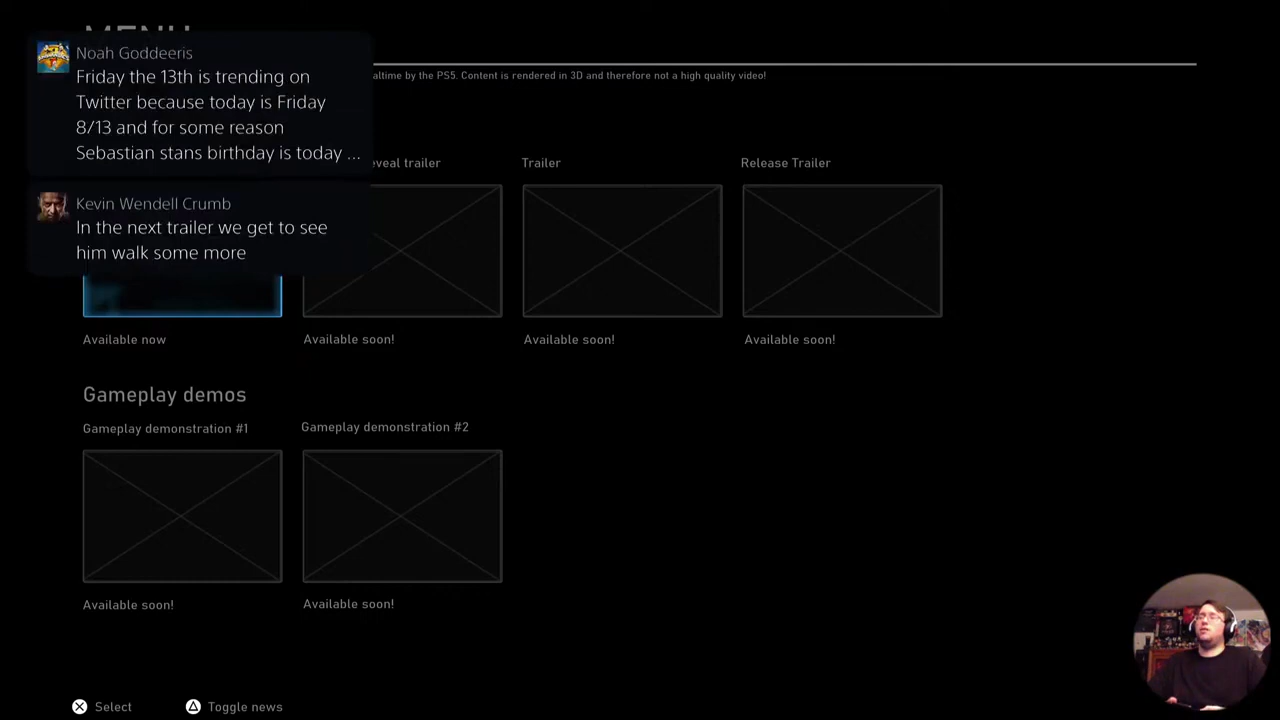 MENU
Noah Goddeeris
Friday the 13th is trending on
Twitter because today is Friday
8/13 and for some reason
Sebastian stans birthday is today ...
Kevin Wendell Crumb
In the next trailer we get to see
him walk some more
altime by the PS5. Content is rendered in 3D and therefore not a high quality video!
eveal trailer
Trailer
Release Trailer
Available now
Available soon!
Available soon!
Available soon!
Gameplay demos
Gameplay demonstration #1
Gameplay demonstration #2
Available soon!
Available soon!
Select
Toggle news